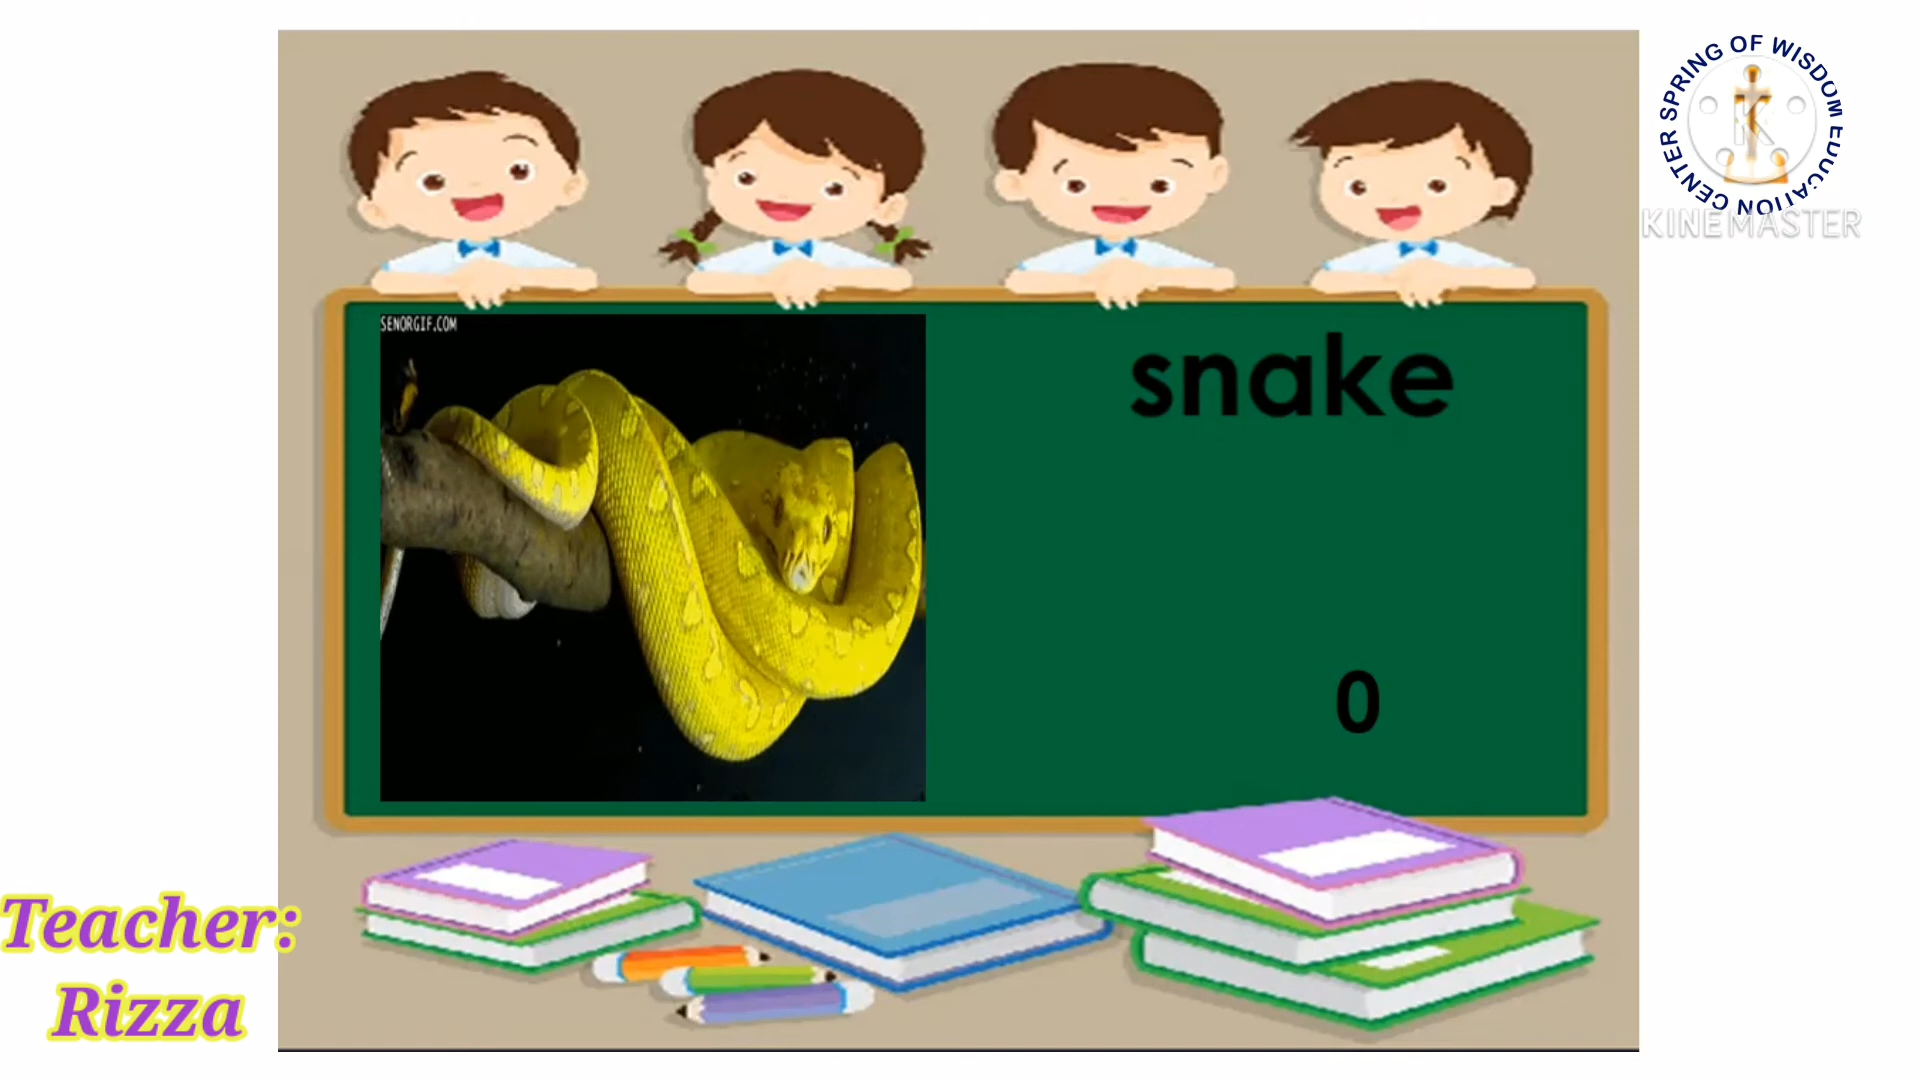 SPRING OF WISDOM EDUCATION CENTER
KINEMASTER
SENORGIF.COM
snake
0
Teacher:
Rizza